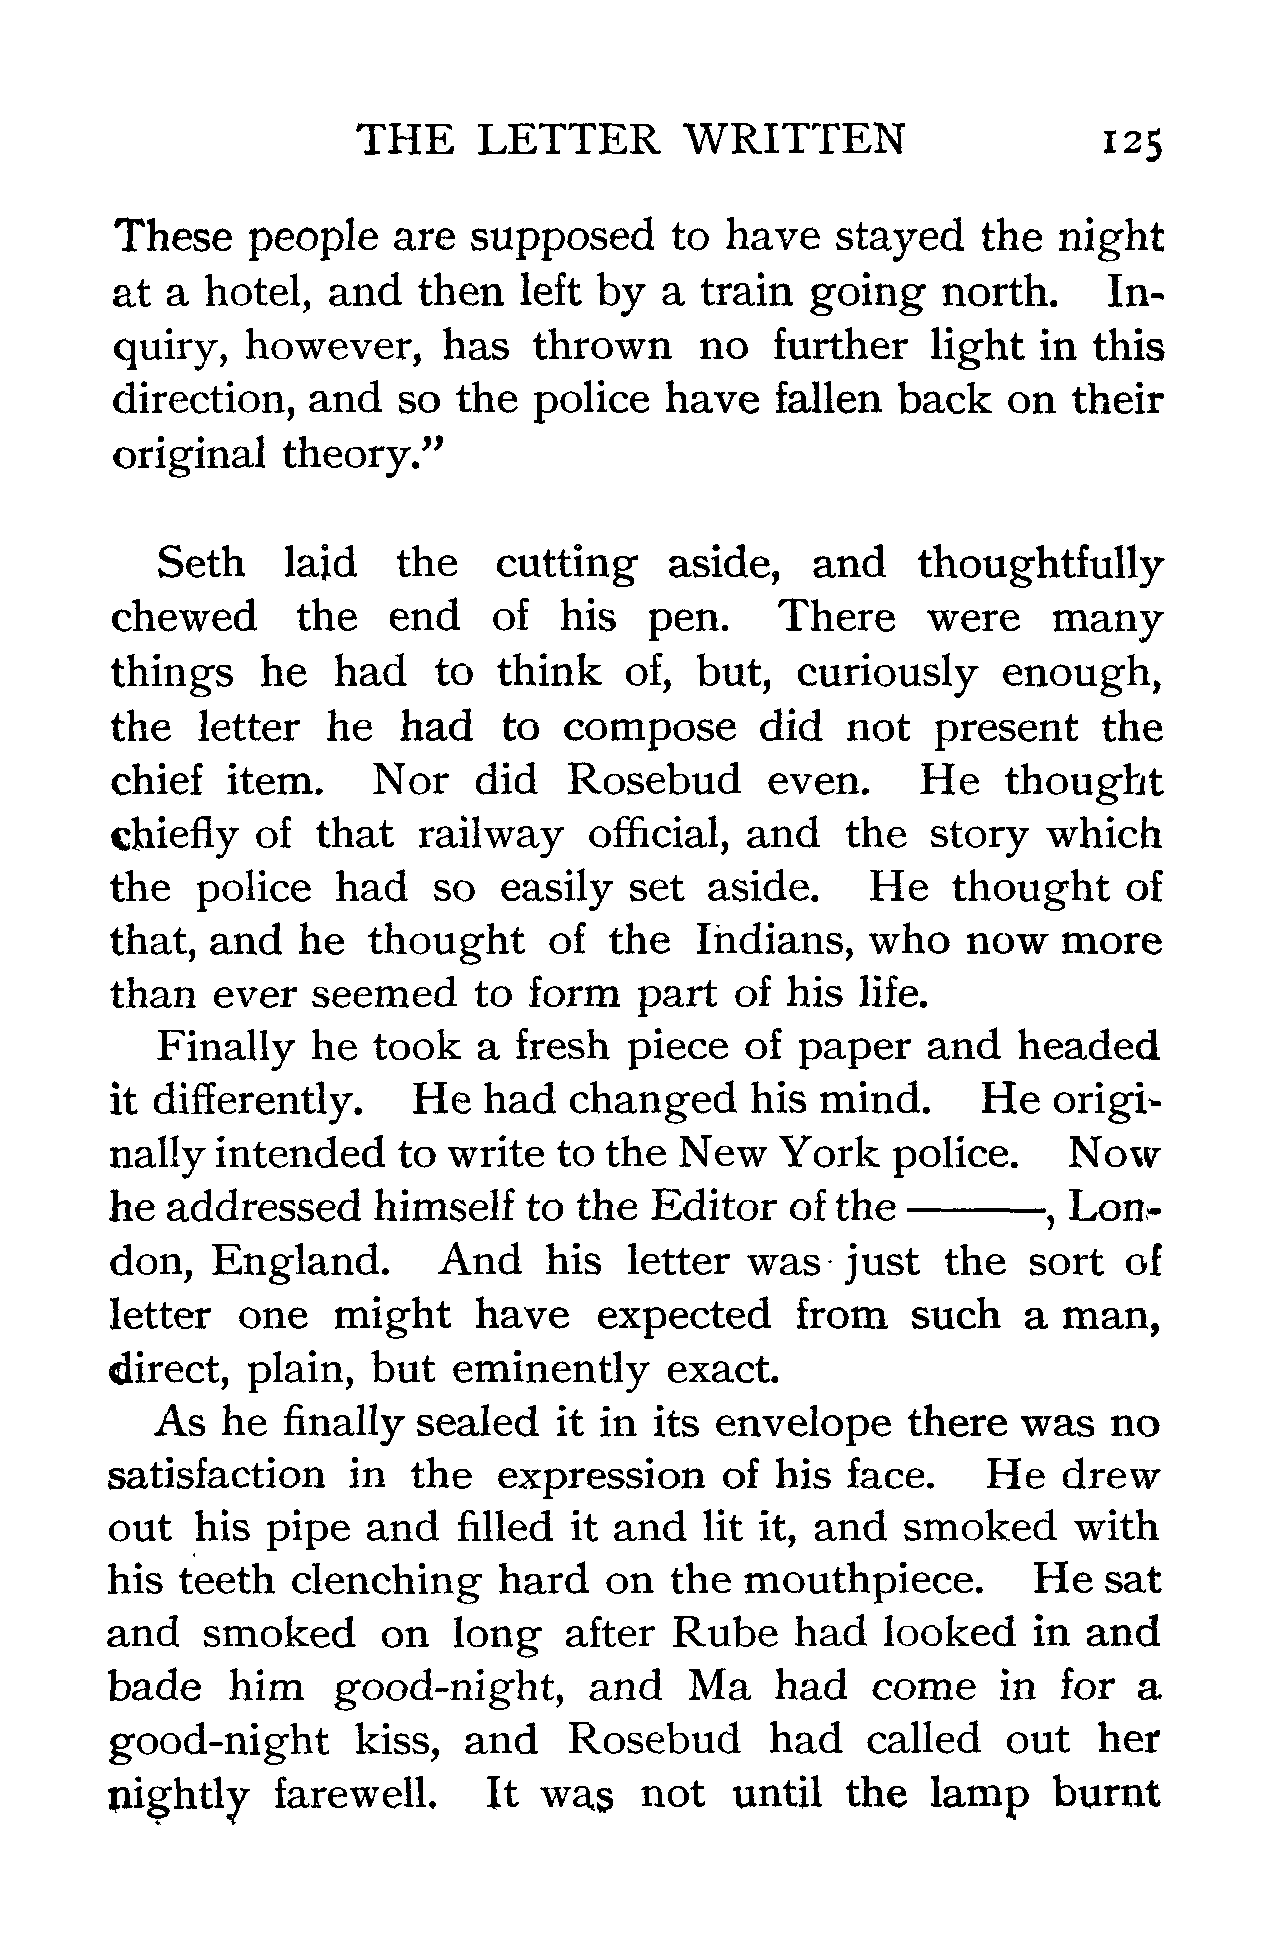 THE LETTER WRITTEN 125
These people are supposed to have stayed the night
at a hotel, and then left by a train going north. In-
quiry, however, has thrown no further light in this
direction, and so the police have fallen back on their
original theory.”
Seth laid the cutting aside, and thoughtfully
chewed the end of his pen. There were many
things he had to think of, but, curiously enough,
the letter he had to compose did not present the
chief item. Nor did Rosebud even. He thought
chiefly of that railway official, and the story which
the police had so easily set aside. He thought of
that, and he thought of the Indians, who now more
than ever seemed to form part of his life.
Finally he took a fresh piece of paper and headed
it differently. He had changed his mind. He origi-
nally intended to write to the New York police. Now
he addressed himself to the Editor of the ———, Lon-
don, England. And his letter was just the sort of
letter one might have expected from such a man,
direct, plain, but eminently exact.
As he finally sealed it in its envelope there was no
satisfaction in the expression of his face. He drew
out his pipe and filled it and lit it, and smoked with
his teeth clenching hard on the mouthpiece. He sat
and smoked on long after Rube had looked in and
bade him good-night, and Ma had come in for a
good-night kiss, and Rosebud had called out her
nightly farewell. It was not until the lamp burnt